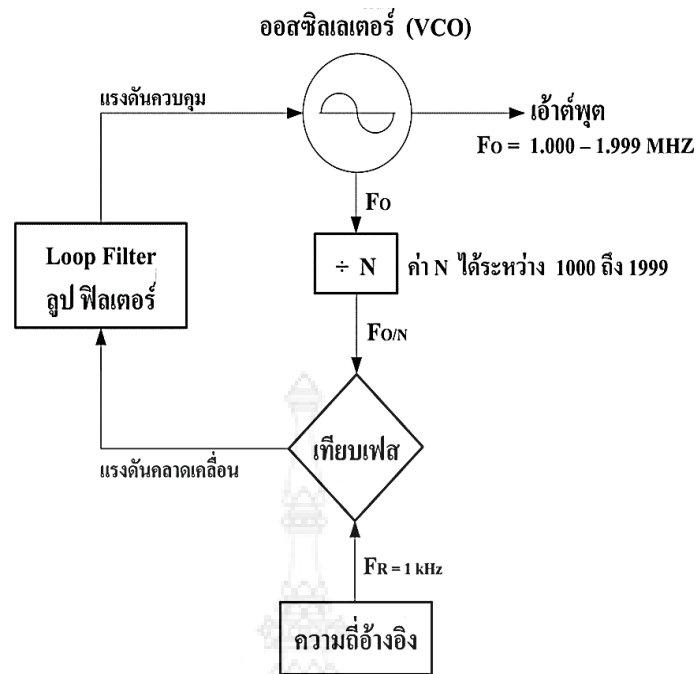 ออสซิลเลเตอร์ (VCO)
แรงดันควบคุม
เอ้าต์พุต
FO = 1.000 – 1.999 MHZ
FO
Loop Filter
ลูป ฟิลเตอร์
÷ N
ค่า N ได้ระหว่าง 1000 ถึง 1999
FO/N
เทียบเฟส
แรงดันคลาดเคลื่อน
FR = 1 kHz
ความถี่อ้างอิง